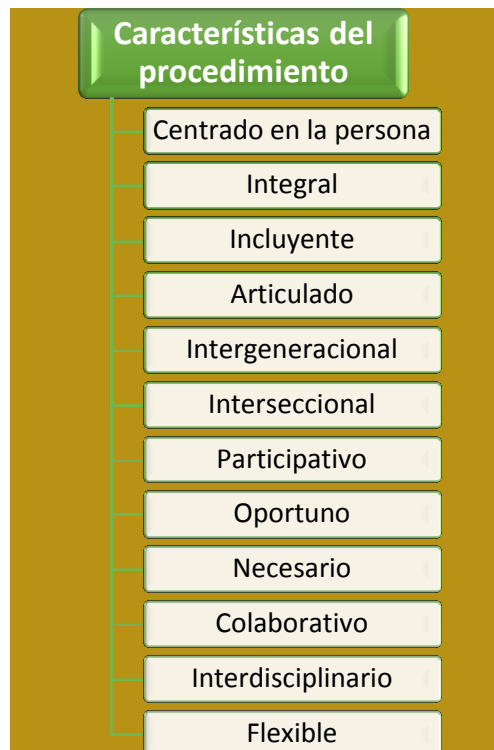 Características del
procedimiento
Centrado en la persona
Integral
Incluyente
Articulado
Intergeneracional
Interseccional
Participativo
Oportuno
Necesario
Colaborativo
Interdisciplinario
Flexible